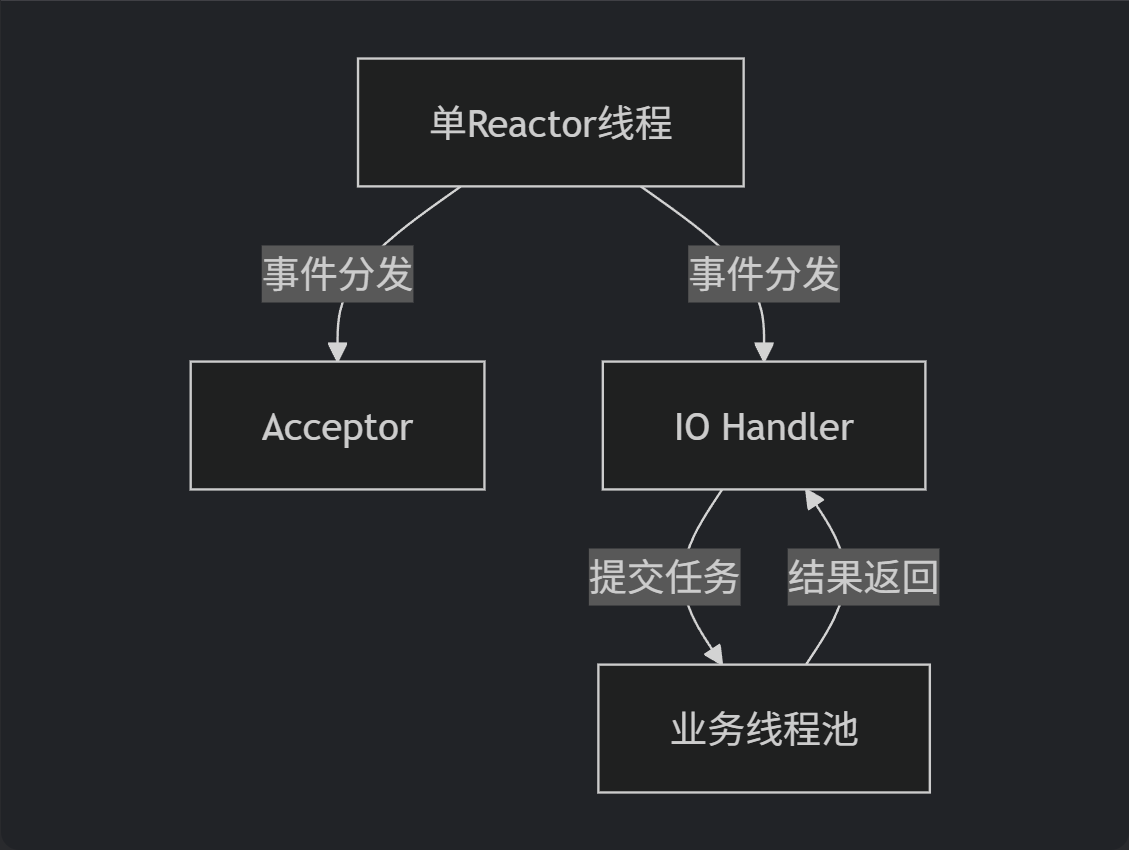 单Reactor线程
事件分发
事件分发
Acceptor
IO Handler
提交任务
结果返回
业务线程池